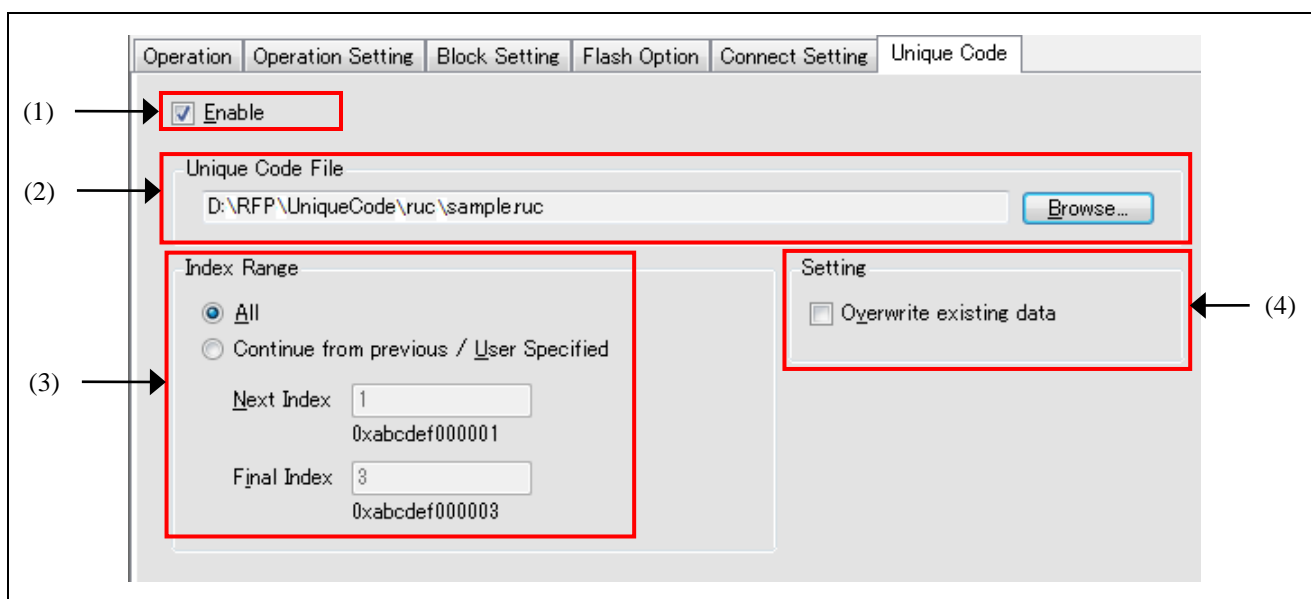 Operation Operation Setting Block Setting Flash Option Connect Setting Unique Code
(1) Enable
Unique Code File
(2) D:\RFP\UniqueCode\ruc\sample.ruc Browse...
Index Range Setting
All Overwrite existing data (4)
Continue from previous / User Specified
(3)
Next Index 1
0xabcdef000001
Final Index 3
0xabcdef000003